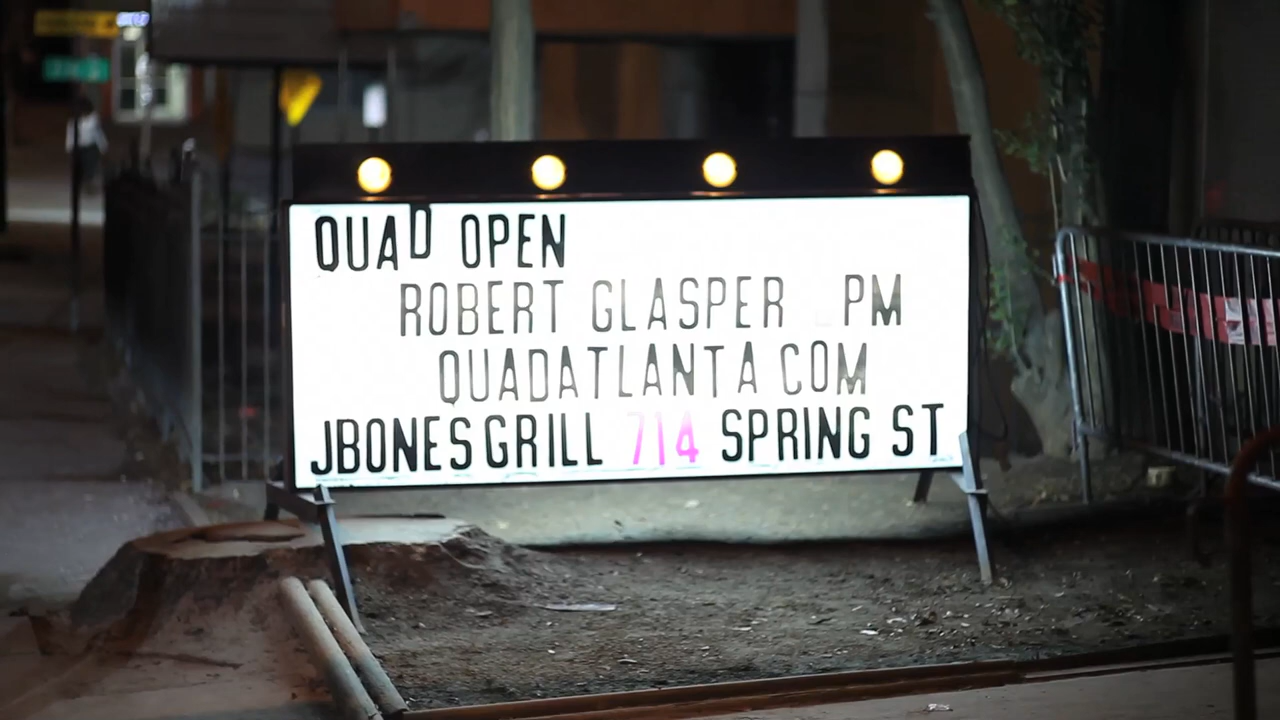 QUAD OPEN
ROBERT GLASPER PM
QUADATLANTA COM
JBONES GRILL 714 SPRING ST